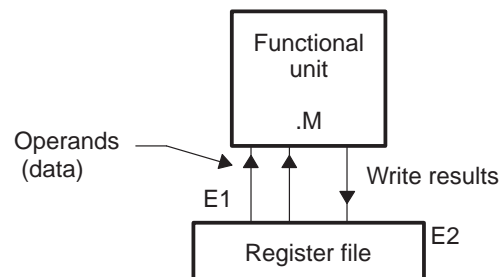 Functional
unit
.M
Operands
(data)
Write results
E1
E2
Register file